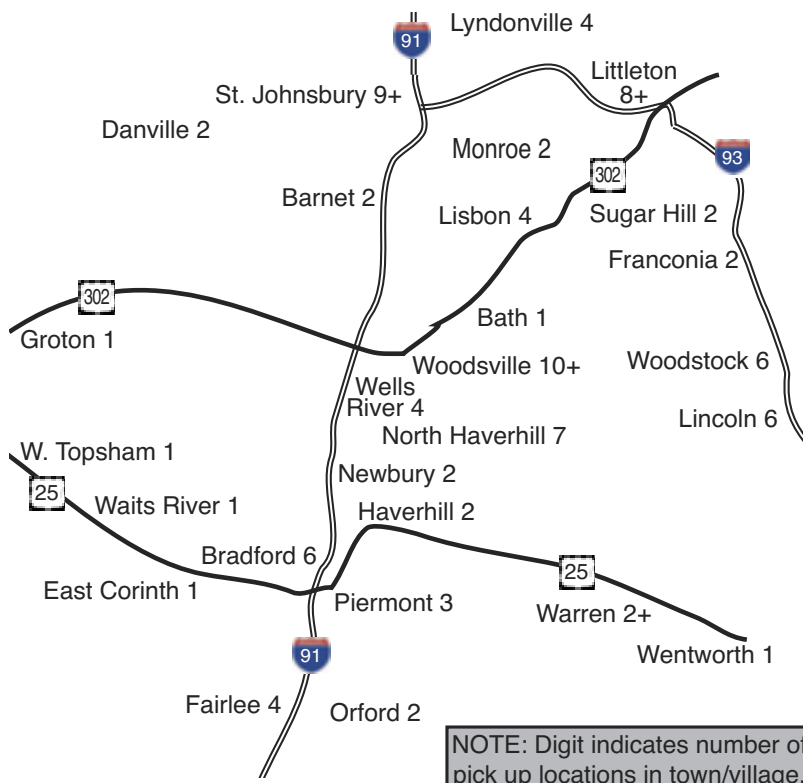 Lyndonville 4
91
Littleton
8+
St. Johnsbury 9+
Danville 2
Monroe 2
93
302
Barnet 2
Lisbon 4
Sugar Hill 2
Franconia 2
302
Bath 1
Groton 1
Woodsville 10+
Woodstock 6
Wells
River 4
Lincoln 6
North Haverhill 7
W. Topsham 1
Newbury 2
25
Waits River 1
Haverhill 2
Bradford 6
25
East Corinth 1
Piermont 3
Warren 2+
91
Wentworth 1
Fairlee 4
Orford 2
NOTE: Digit indicates number of
pick up locations in town/village.